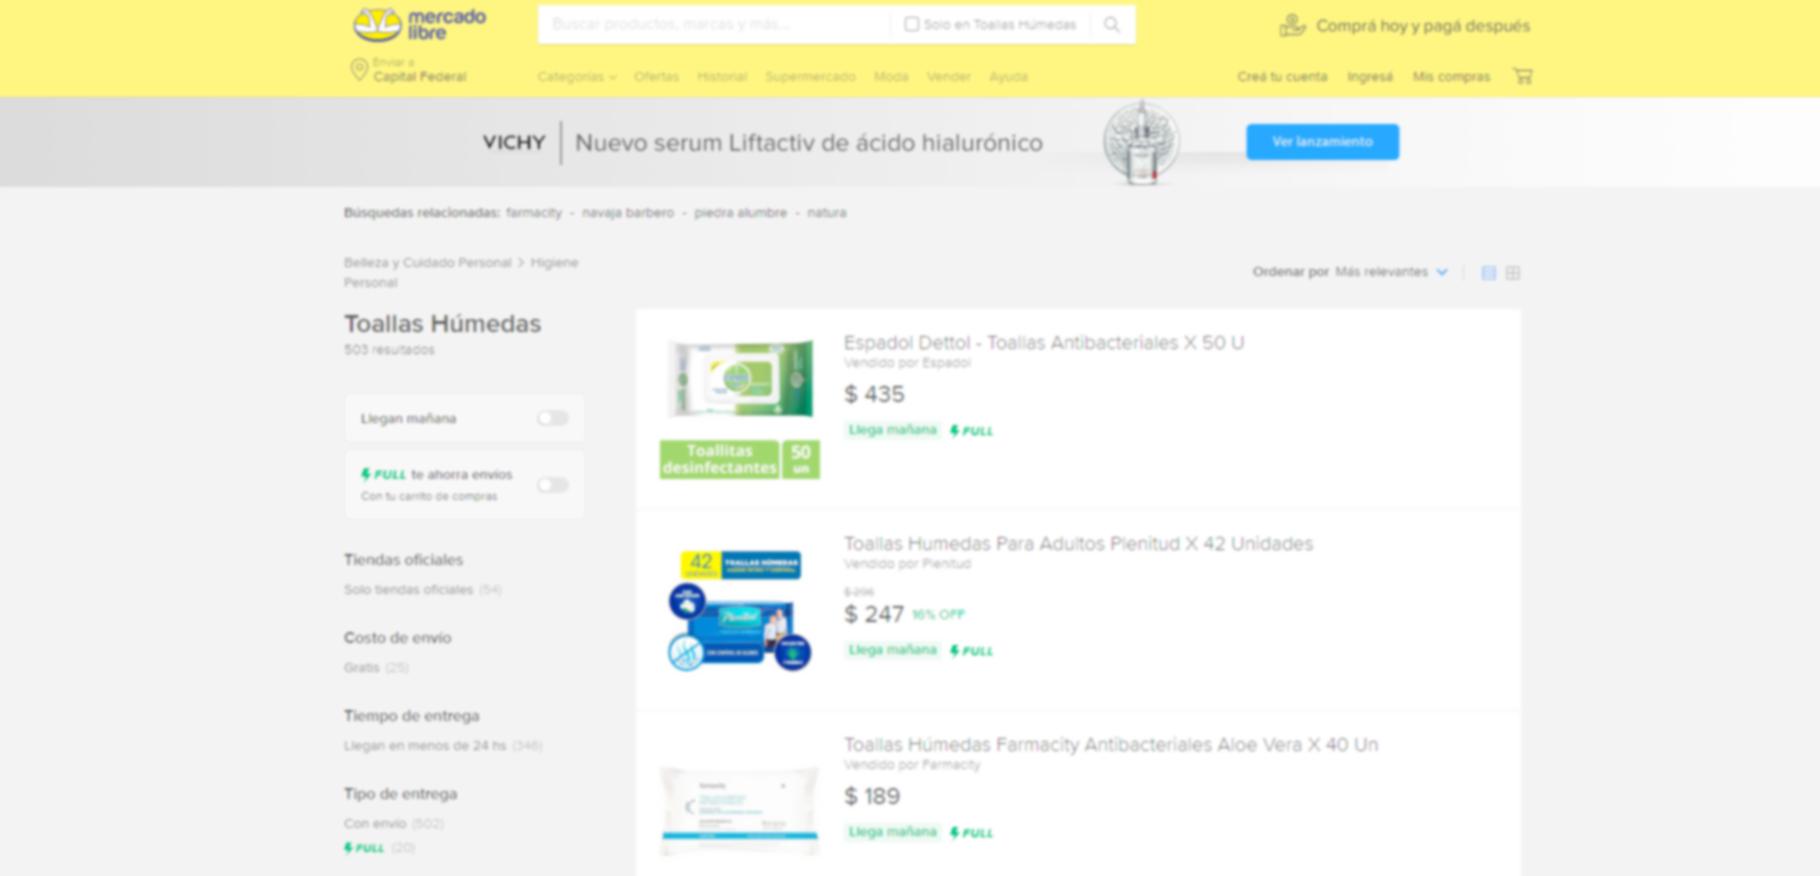 mercado
libre
Buscar productos, marcas y más...
Solo en Toallas Húmedas
Comprá hoy y pagá después
Enviar a
Capital Federal
Categorías Ofertas Historial Supermercado Moda Vender Ayuda
Creá tu cuenta Ingresá Mis compras
VICHY Nuevo serum Liftactiv de ácido hialurónico
Ver lanzamiento
Búsquedas relacionadas: farmacity - navaja barbero - piedra alumbre - natura
Belleza y Cuidado Personal > Higiene
Personal
Ordenar por Más relevantes
Toallas Húmedas
503 resultados
Llegan mañana
FULL te ahorra envíos
Con tu carrito de compras
Tiendas oficiales
Solo tiendas oficiales (54)
Costo de envío
Gratis (25)
Tiempo de entrega
Llegan en menos de 24 hs (346)
Tipo de entrega
Con envío (502)
FULL (20)
Toallitas
desinfectantes
50
un
Espadol Dettol - Toallas Antibacteriales X 50 U
Vendido por Espadol
$ 435
Llega mañana FULL
42
TOALLAS HÚMEDAS
Plenitud
Toallas Humedas Para Adultos Plenitud X 42 Unidades
Vendido por Plenitud
$ 296
$ 247 16% OFF
Llega mañana FULL
Toallas Húmedas Farmacity Antibacteriales Aloe Vera X 40 Un
Vendido por Farmacity
$ 189
Llega mañana FULL